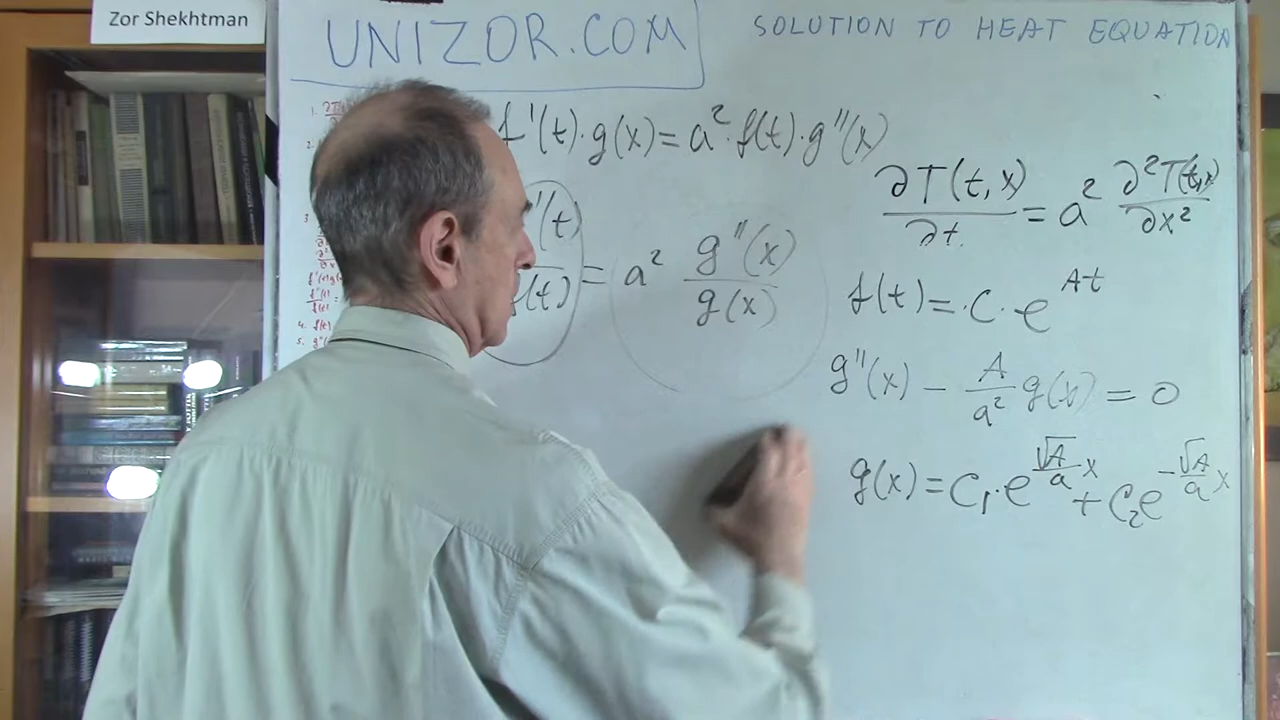 Zor Shekhtman
UNIZOR.COM
SOLUTION TO HEAT EQUATION
f'(t)·g(x)=a²·f(t)·g''(x)
'(t)/(t) = a² g''(x)/g(x)
∂T(t,x)/∂t = a² ∂²T(t,x)/∂x²
f(t)=·C·e^At
g''(x) - A/a² g(x) = 0
g(x)=C₁·e^(√A/a x) + C₂e^(-√A/a x)